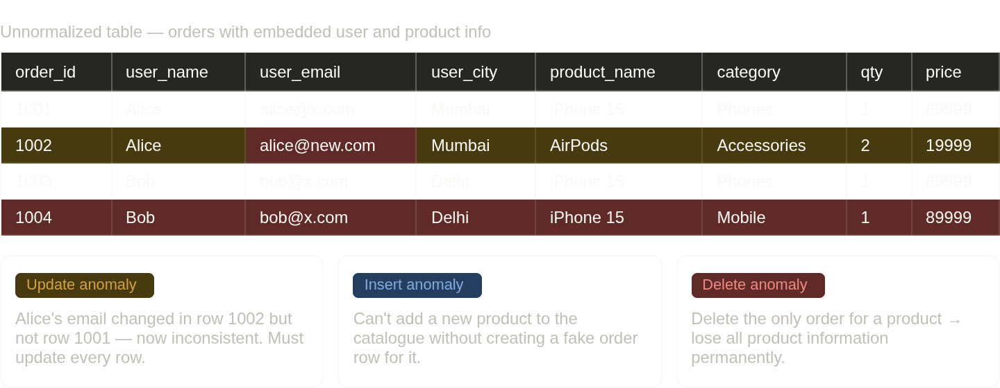 Unnormalized table — orders with embedded user and product info
order_id user_name user_email user_city product_name category qty price
1001 Alice alice@x.com Mumbai iPhone 15 Phones 1 89999
1002 Alice alice@new.com Mumbai AirPods Accessories 2 19999
1003 Bob bob@x.com Delhi iPhone 15 Phones 1 89999
1004 Bob bob@x.com Delhi iPhone 15 Mobile 1 89999
Update anomaly
Alice's email changed in row 1002 but
not row 1001 — now inconsistent. Must
update every row.
Insert anomaly
Can't add a new product to the
catalogue without creating a fake order
row for it.
Delete anomaly
Delete the only order for a product →
lose all product information
permanently.